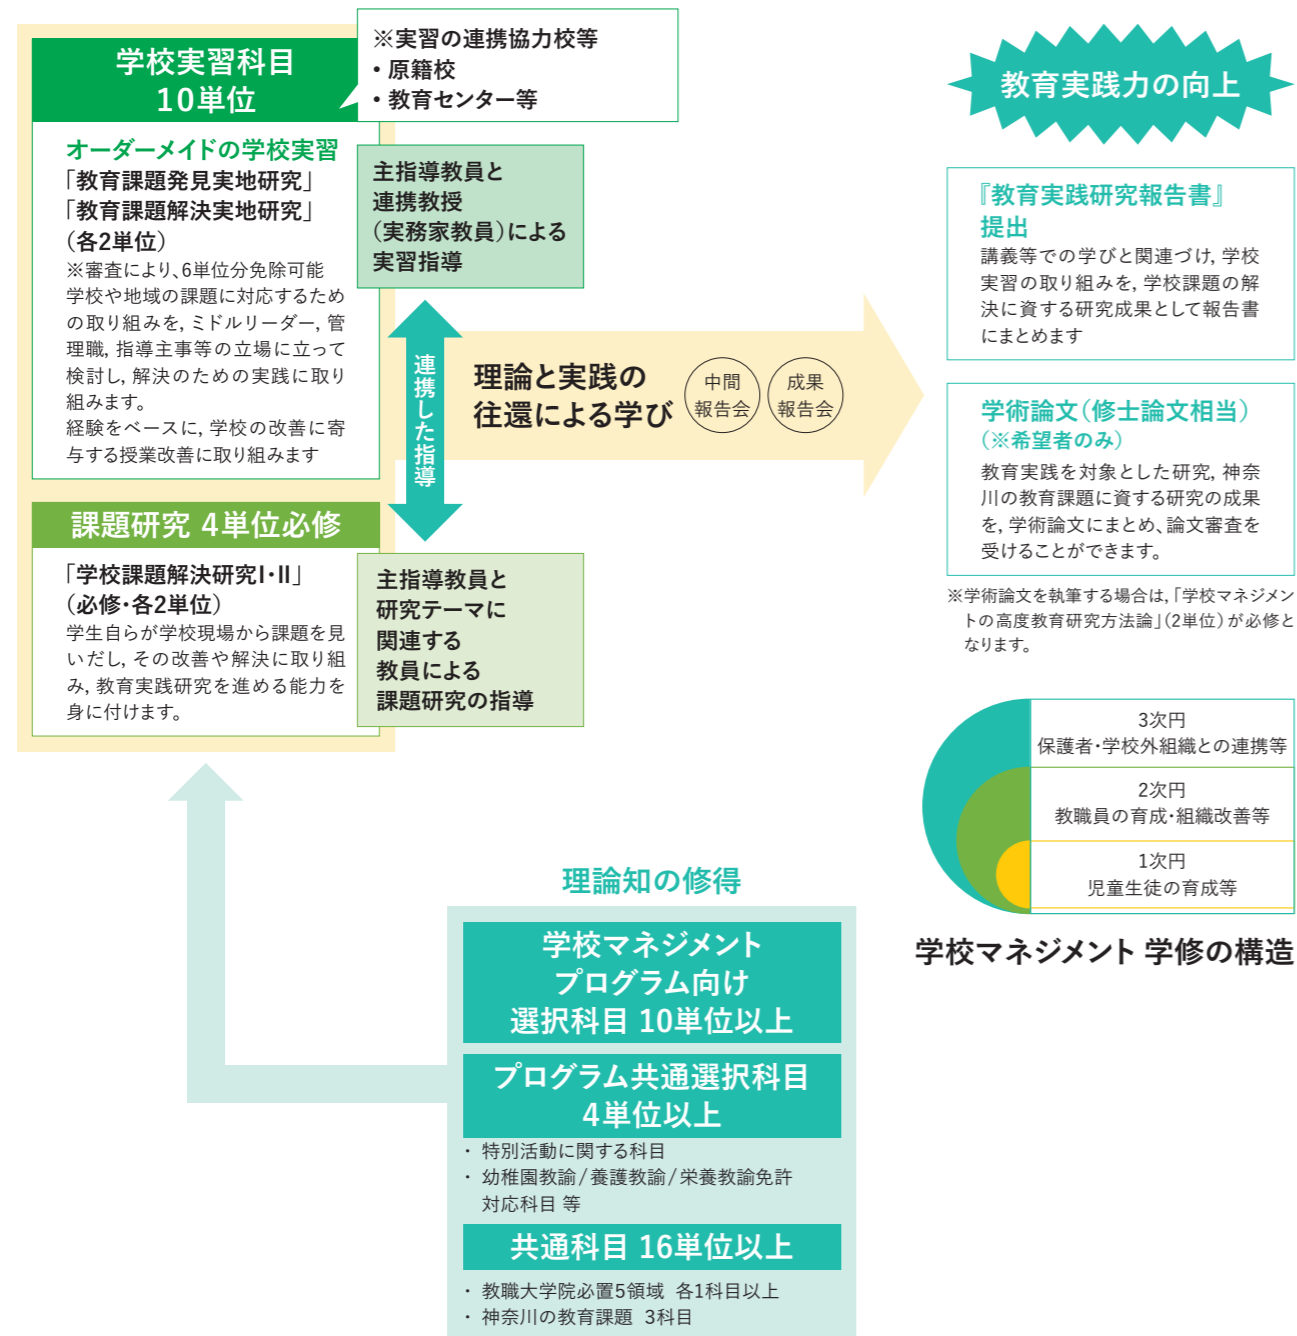 学校実習科目
10単位
※実習の連携協力校等
・原籍校
・教育センター等
オーダーメイドの学校実習
「教育課題発見実地研究」
「教育課題解決実地研究」
(各2単位)
※審査により、6単位分免除可能
学校や地域の課題に対応するため
の取り組みを, ミドルリーダー, 管
理職, 指導主事等の立場に立って
検討し, 解決のための実践に取り
組みます。
経験をベースに, 学校の改善に寄
与する授業改善に取り組みます
主指導教員と
連携教授
(実務家教員)による
実習指導
連携した指導
課題研究 4単位必修
「学校課題解決研究I・II」
(必修・各2単位)
学生自らが学校現場から課題を見
いだし, その改善や解決に取り組
み, 教育実践研究を進める能力を
身に付けます。
主指導教員と
研究テーマに
関連する
教員による
課題研究の指導
理論と実践の
往還による学び
中間
報告会
成果
報告会
教育実践力の向上
『教育実践研究報告書』
提出
講義等での学びと関連づけ, 学校
実習の取り組みを, 学校課題の解
決に資する研究成果として報告書
にまとめます
学術論文(修士論文相当)
(※希望者のみ)
教育実践を対象とした研究, 神奈
川の教育課題に資する研究の成果
を, 学術論文にまとめ、論文審査を
受けることができます。
※学術論文を執筆する場合は, 「学校マネジメン
トの高度教育研究方法論」(2単位)が必修と
なります。
3次円
保護者・学校外組織との連携等
2次円
教職員の育成・組織改善等
1次円
児童生徒の育成等
学校マネジメント 学修の構造
理論知の修得
学校マネジメント
プログラム向け
選択科目 10単位以上
プログラム共通選択科目
4単位以上
・ 特別活動に関する科目
・ 幼稚園教諭/養護教諭/栄養教諭免許
対応科目 等
共通科目 16単位以上
・ 教職大学院必置5領域 各1科目以上
・ 神奈川の教育課題 3科目